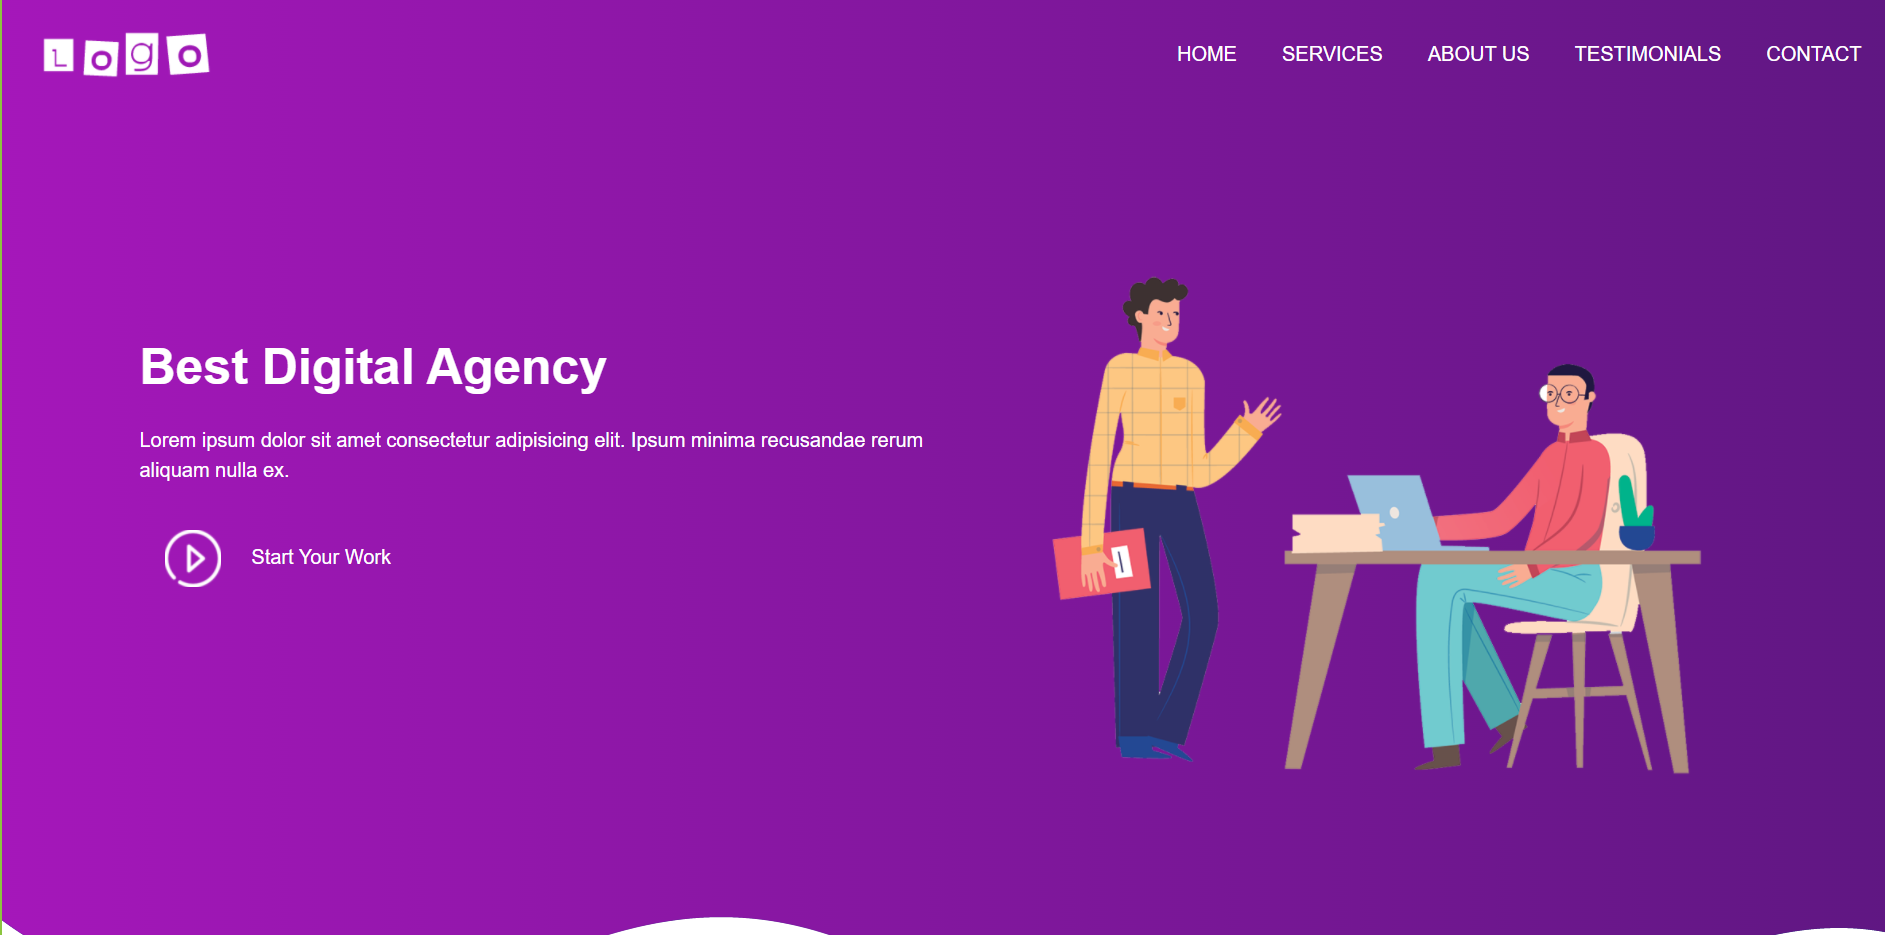 Logo
HOME SERVICES ABOUT US TESTIMONIALS CONTACT
Best Digital Agency
Lorem ipsum dolor sit amet consectetur adipisicing elit. Ipsum minima recusandae rerum
aliquam nulla ex.
Start Your Work